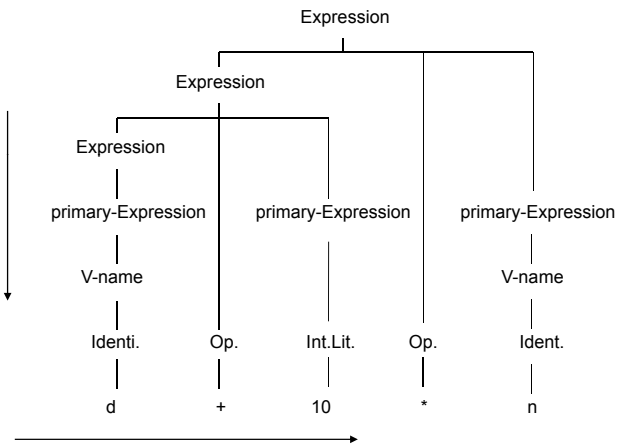 Expression
Expression
Expression
primary-Expression primary-Expression primary-Expression
V-name V-name
Identi. Op. Int.Lit. Op. Ident.
d + 10 * n